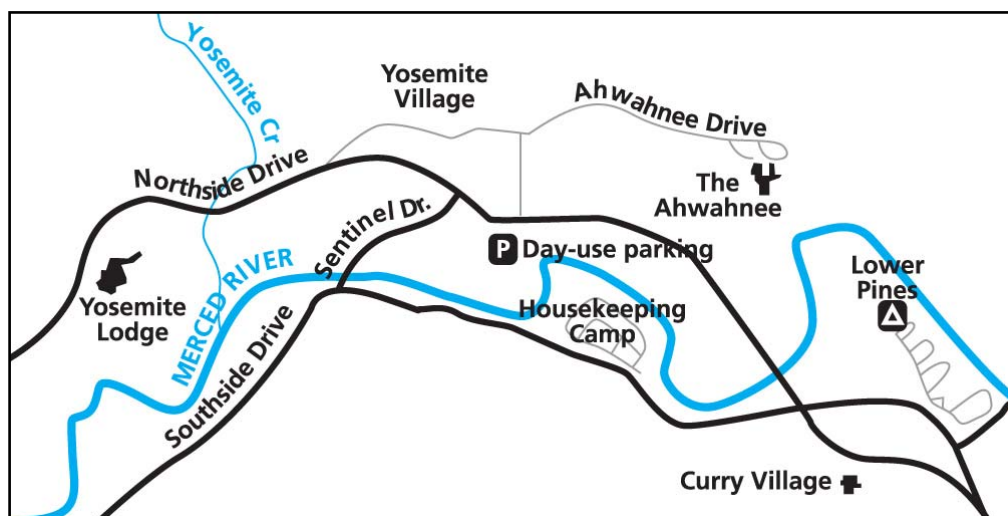 Yosemite Cr
Yosemite
Village
Ahwahnee Drive
Northside Drive
The
Ahwahnee
Sentinel Dr.
P Day-use parking
MERCED RIVER
Lower
Pines
Yosemite
Lodge
Housekeeping
Camp
Southside Drive
Curry Village